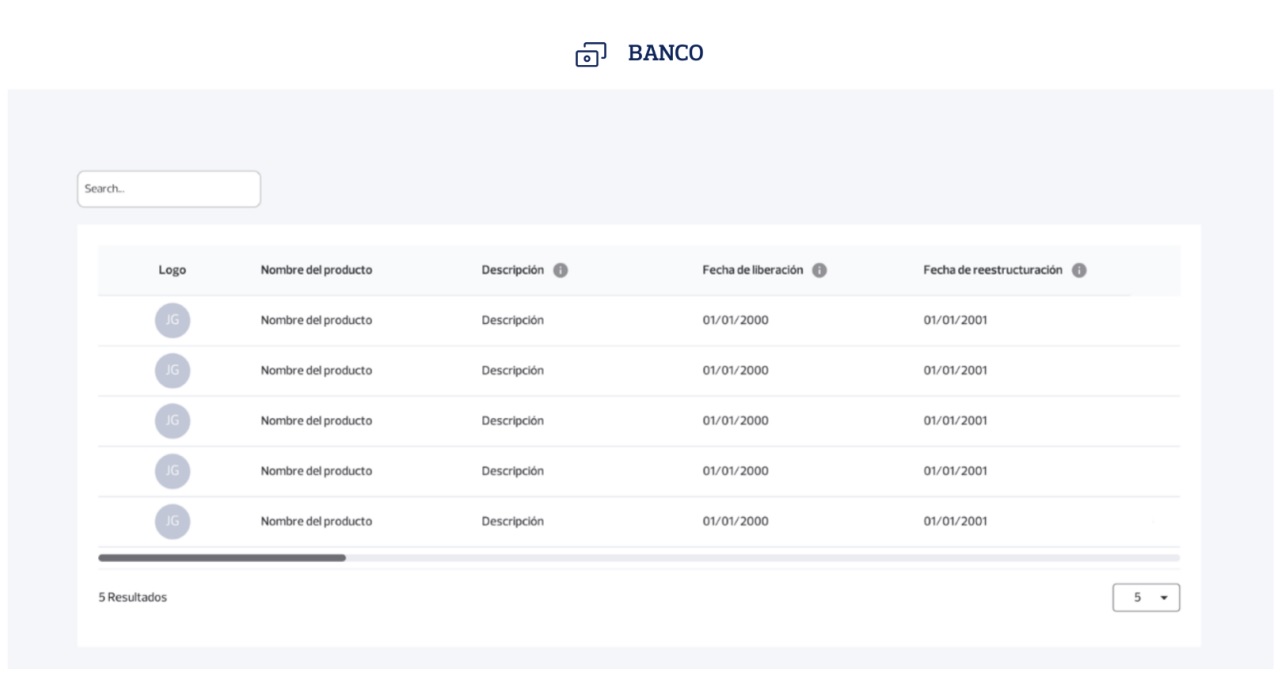 BANCO
Search...
Logo Nombre del producto Descripción Fecha de liberación Fecha de reestructuración
JG Nombre del producto Descripción 01/01/2000 01/01/2001
JG Nombre del producto Descripción 01/01/2000 01/01/2001
JG Nombre del producto Descripción 01/01/2000 01/01/2001
JG Nombre del producto Descripción 01/01/2000 01/01/2001
JG Nombre del producto Descripción 01/01/2000 01/01/2001
5 Resultados 5